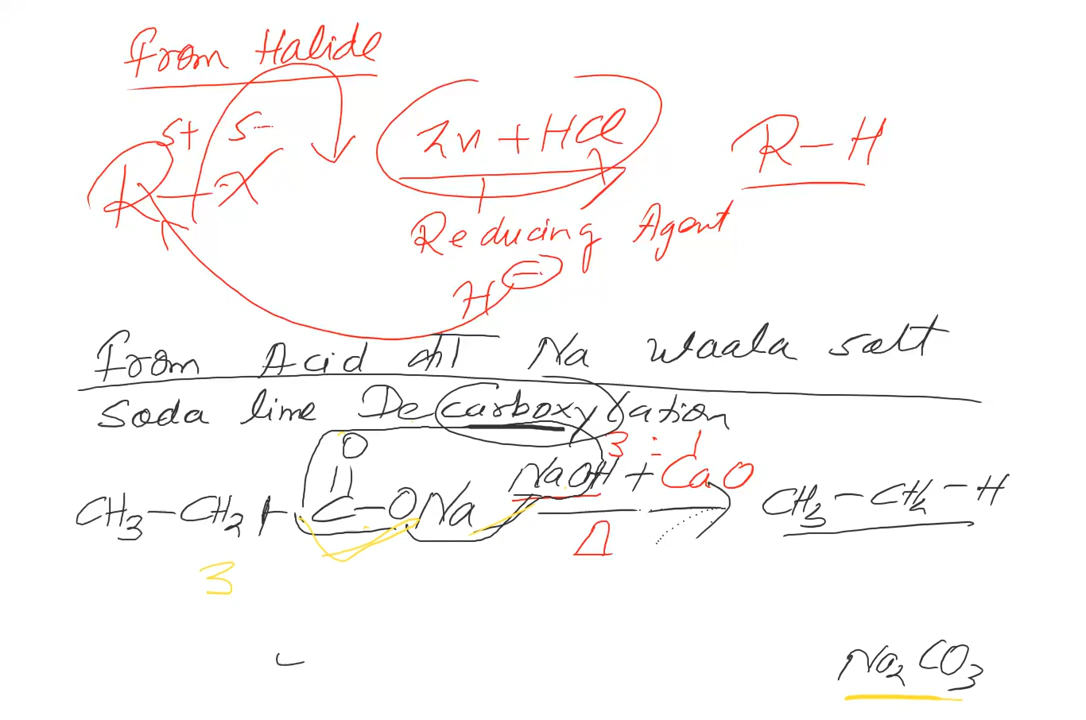 From Halide
δ+ δ-
R - X Zn + HCl R - H
Reducing Agent
H⊖
From Acid का Na waala salt
Soda lime Decarboxylation
O 3 : 1
|| NaOH + CaO
CH3 - CH2 + C - ONa Δ CH3 - CH2 - H
3
Na2CO3